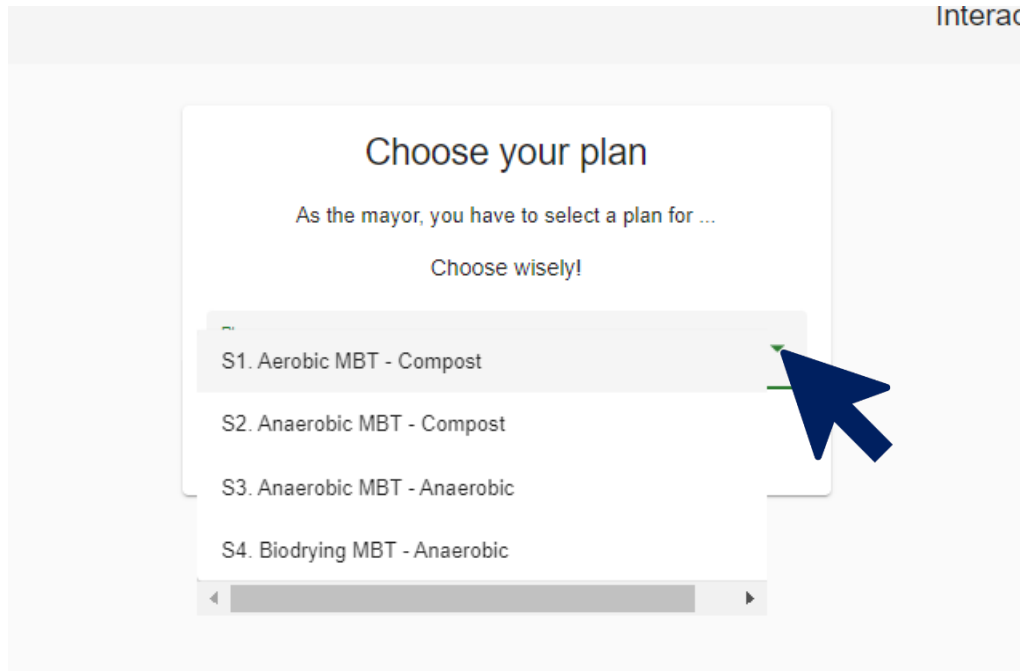 Choose your plan
As the mayor, you have to select a plan for ...
Choose wisely!
S1. Aerobic MBT - Compost
S2. Anaerobic MBT - Compost
S3. Anaerobic MBT - Anaerobic
S4. Biodrying MBT - Anaerobic